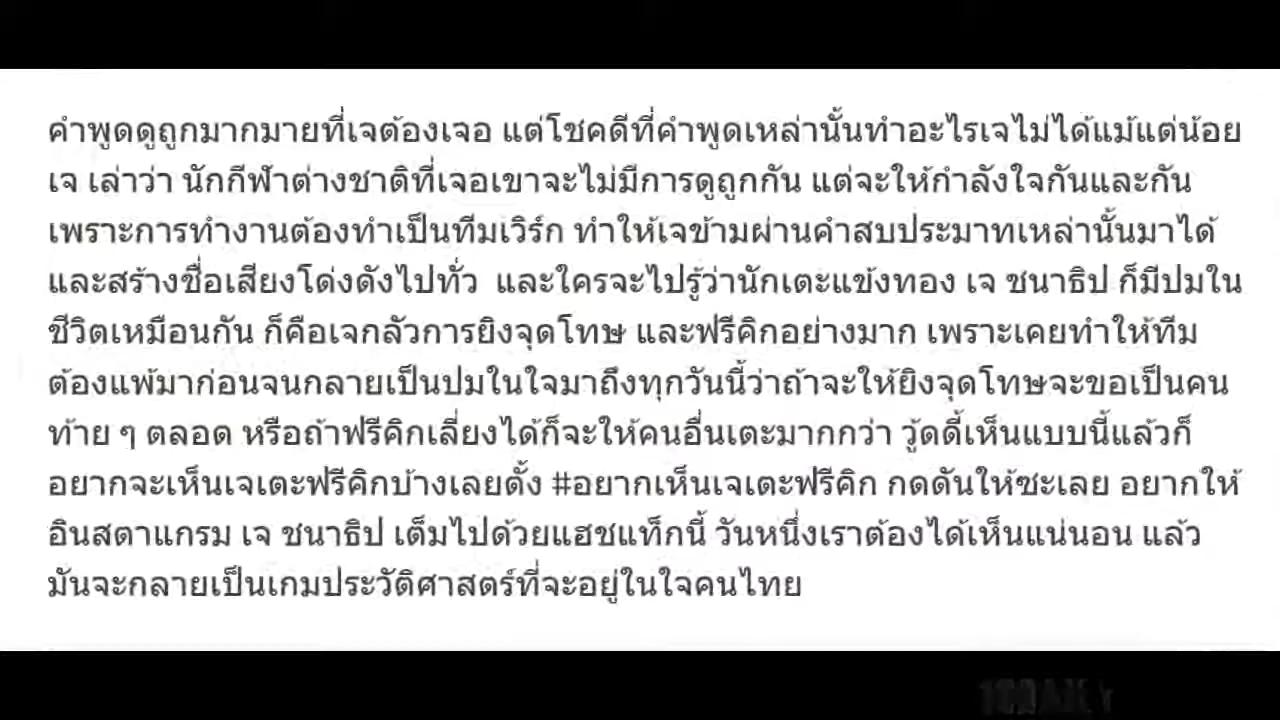 คำพูดดูถูกมากมายที่เจต้องเจอ แต่โชคดีที่คำพูดเหล่านั้นทำอะไรเจไม่ได้แม้แต่น้อย
เจ เล่าว่า นักกีฬาต่างชาติที่เจอเขาจะไม่มีการดูถูกกัน แต่จะให้กำลังใจกันและกัน
เพราะการทำงานต้องทำเป็นทีมเวิร์ก ทำให้เจข้ามผ่านคำสบประมาทเหล่านั้นมาได้
และสร้างชื่อเสียงโด่งดังไปทั่ว และใครจะไปรู้ว่านักเตะแข้งทอง เจ ชนาธิป ก็มีปมใน
ชีวิตเหมือนกัน ก็คือเจกลัวการยิงจุดโทษ และฟรีคิกอย่างมาก เพราะเคยทำให้ทีม
ต้องแพ้มาก่อนจนกลายเป็นปมในใจมาถึงทุกวันนี้ว่าถ้าจะให้ยิงจุดโทษจะขอเป็นคน
ท้าย ๆ ตลอด หรือถ้าฟรีคิกเลี่ยงได้ก็จะให้คนอื่นเตะมากกว่า วู้ดดี้เห็นแบบนี้แล้วก็
อยากจะเห็นเจเตะฟรีคิกบ้างเลยตั้ง #อยากเห็นเจเตะฟรีคิก กดดันให้ซะเลย อยากให้
อินสตาแกรม เจ ชนาธิป เต็มไปด้วยแฮชแท็กนี้ วันหนึ่งเราต้องได้เห็นแน่นอน แล้ว
มันจะกลายเป็นเกมประวัติศาสตร์ที่จะอยู่ในใจคนไทย